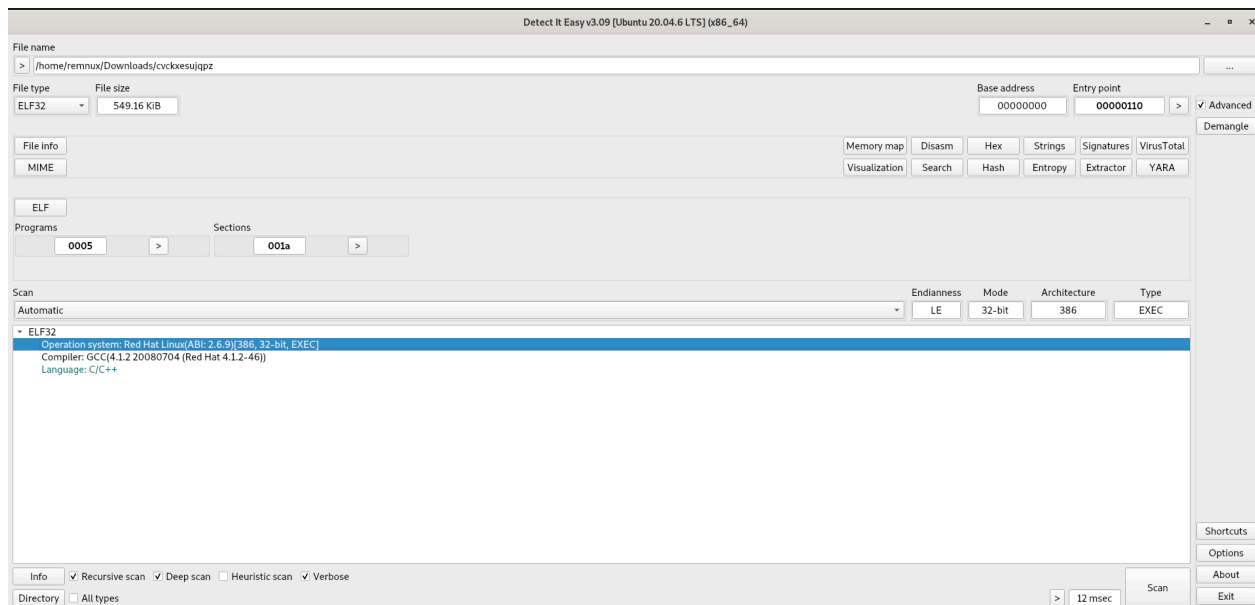 Detect It Easy v3.09 [Ubuntu 20.04.6 LTS] (x86_64)
File name
> /home/remnux/Downloads/cvckxesujqpz ...
File type File size Base address Entry point
ELF32 549.16 KiB 00000000 00000110 > Advanced
Demangle
File info Memory map Disasm Hex Strings Signatures VirusTotal
MIME Visualization Search Hash Entropy Extractor YARA
ELF
Programs Sections
0005 > 001a >
Scan Endianness Mode Architecture Type
Automatic LE 32-bit 386 EXEC
ELF32
Operation system: Red Hat Linux(ABI: 2.6.9)[386, 32-bit, EXEC]
Compiler: GCC(4.1.2 20080704 (Red Hat 4.1.2-46))
Language: C/C++
Shortcuts
Options
Info Recursive scan Deep scan Heuristic scan Verbose Scan About
Directory All types > 12 msec Exit